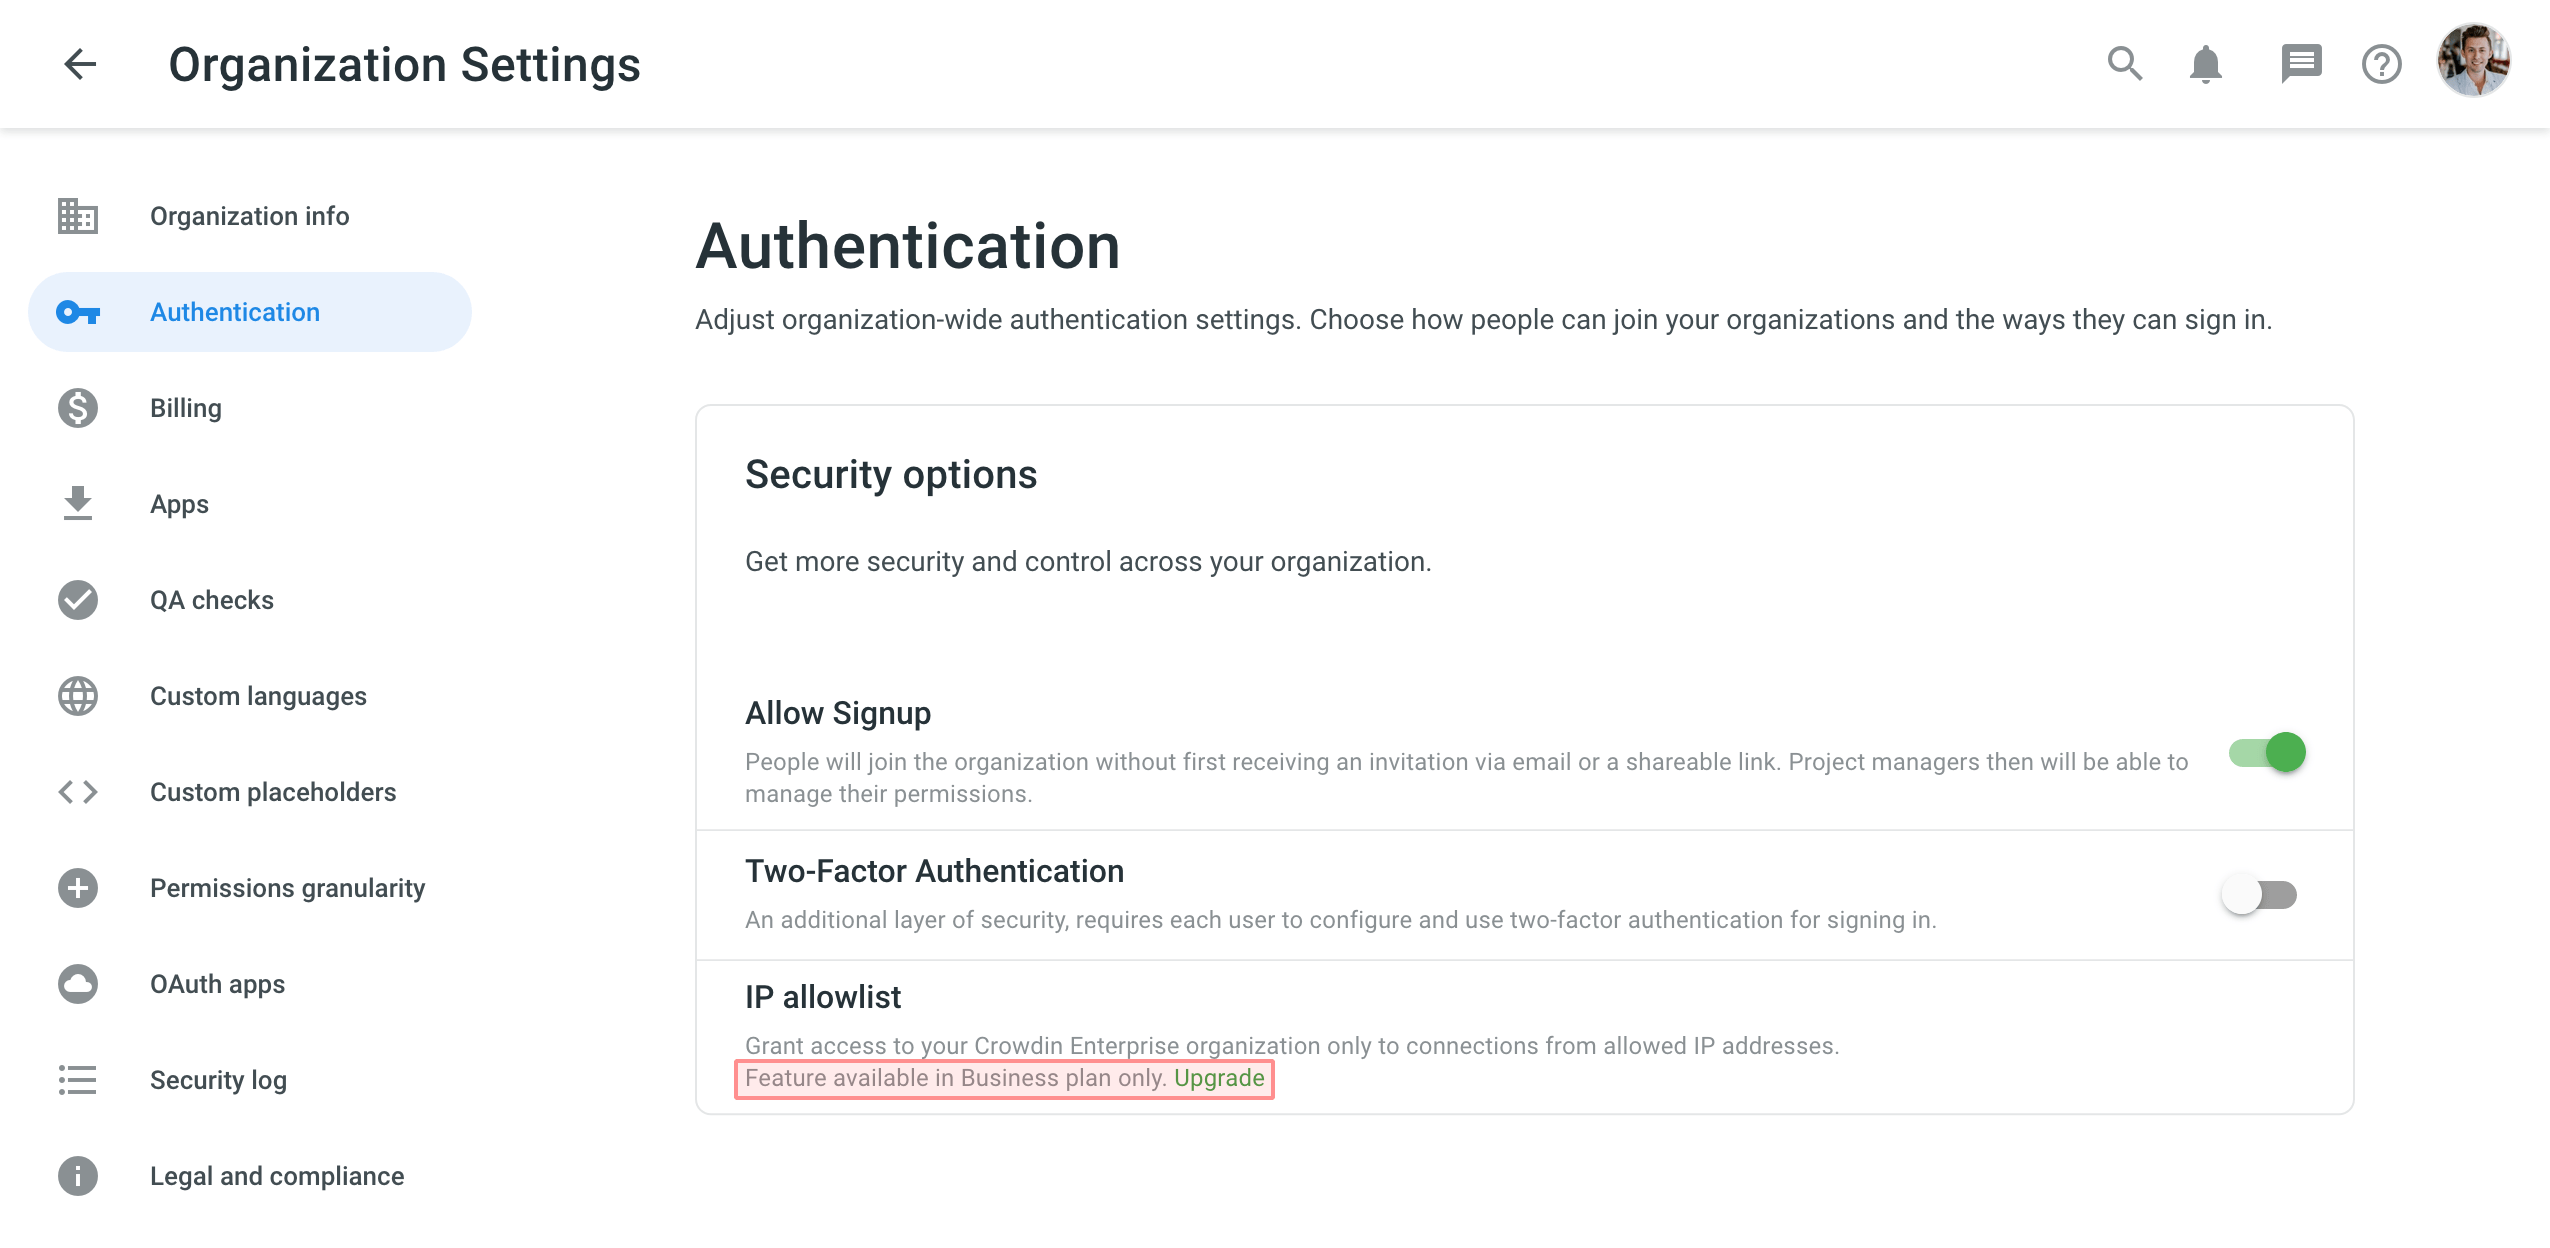 Organization Settings
Organization info
Authentication
Billing
Apps
QA checks
Custom languages
Custom placeholders
Permissions granularity
OAuth apps
Security log
Legal and compliance
Authentication
Adjust organization-wide authentication settings. Choose how people can join your organizations and the ways they can sign in.
Security options
Get more security and control across your organization.
Allow Signup
People will join the organization without first receiving an invitation via email or a shareable link. Project managers then will be able to
manage their permissions.
Two-Factor Authentication
An additional layer of security, requires each user to configure and use two-factor authentication for signing in.
IP allowlist
Grant access to your Crowdin Enterprise organization only to connections from allowed IP addresses.
Feature available in Business plan only. Upgrade